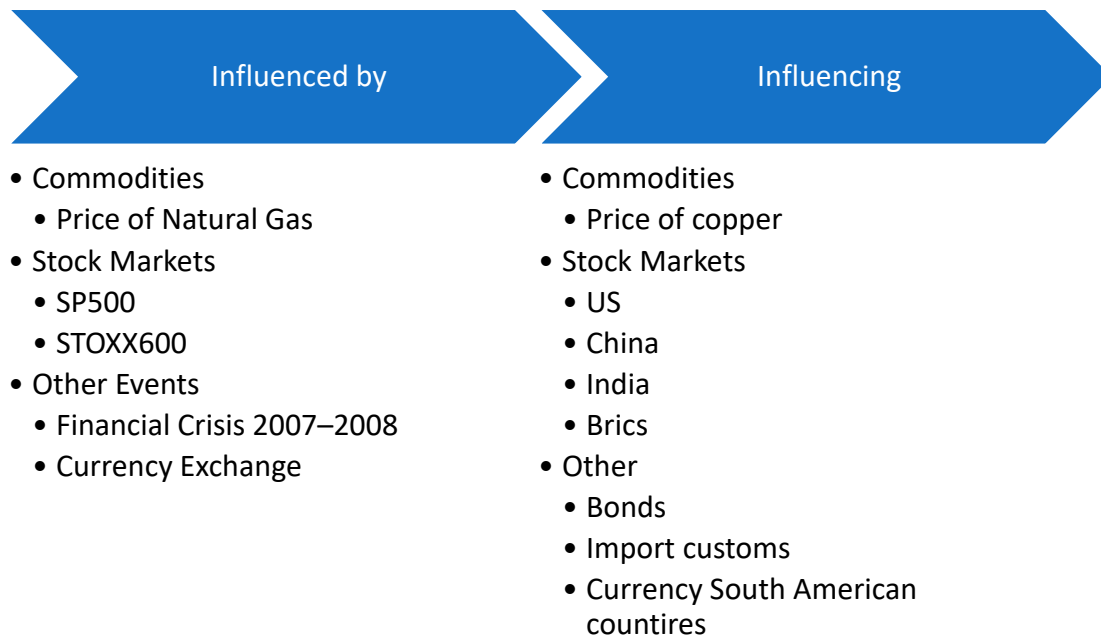 Influenced by
• Commodities
• Price of Natural Gas
• Stock Markets
• SP500
• STOXX600
• Other Events
• Financial Crisis 2007–2008
• Currency Exchange
Influencing
• Commodities
• Price of copper
• Stock Markets
• US
• China
• India
• Brics
• Other
• Bonds
• Import customs
• Currency South American
countires